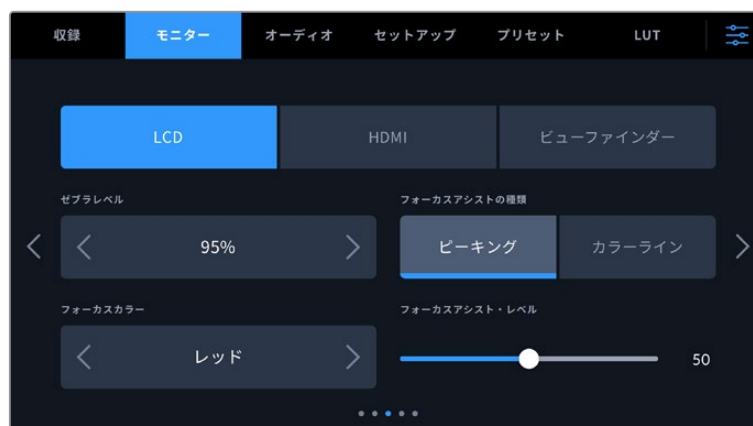 収録 モニター オーディオ セットアップ プリセット LUT
LCD HDMI ビューファインダー
ゼブラレベル フォーカスアシストの種類
95% ピーキング カラーライン
フォーカスカラー フォーカスアシスト・レベル
レッド 50